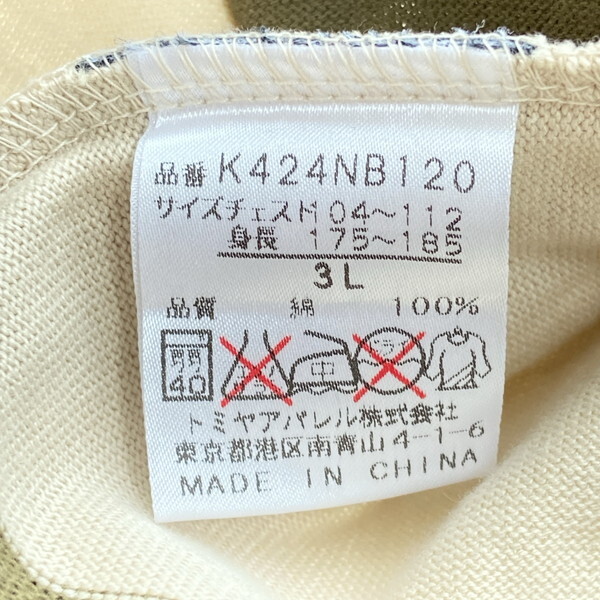 品番 K424NB120
サイズチェスト104~112
身長 175~185
3L
品質 綿 100%
40 中
トミヤアパレル株式会社
東京都港区南青山4-1-6
MADE IN CHINA